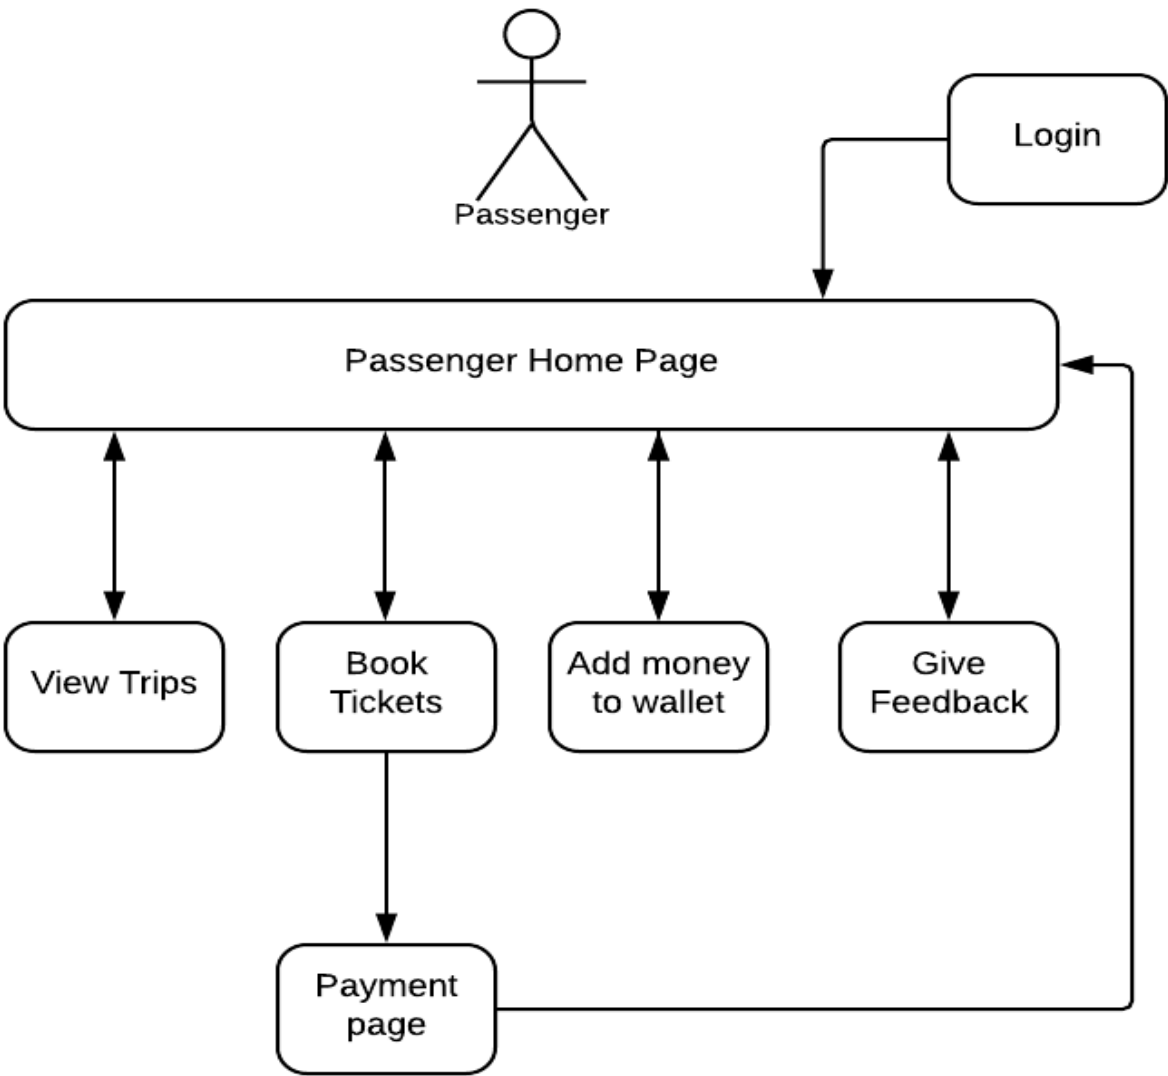 Login
Passenger
Passenger Home Page
View Trips
Book
Tickets
Add money
to wallet
Give
Feedback
Payment
page